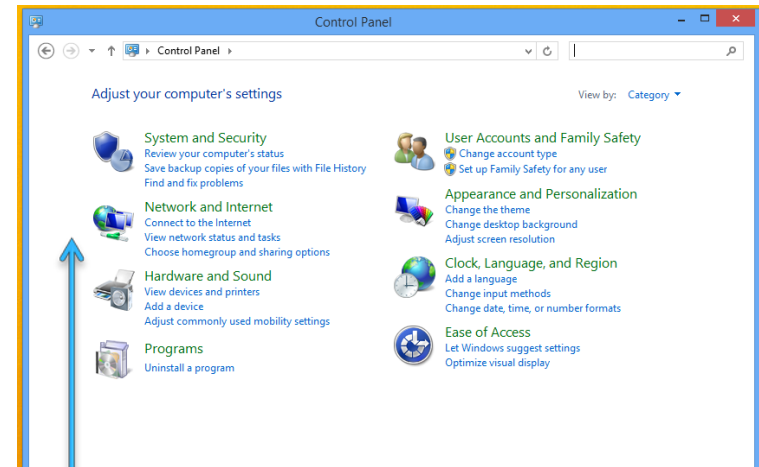 Control Panel
Control Panel
Adjust your computer's settings
View by: Category
System and Security
Review your computer's status
Save backup copies of your files with File History
Find and fix problems
Network and Internet
Connect to the Internet
View network status and tasks
Choose homegroup and sharing options
Hardware and Sound
View devices and printers
Add a device
Adjust commonly used mobility settings
Programs
Uninstall a program
User Accounts and Family Safety
Change account type
Set up Family Safety for any user
Appearance and Personalization
Change the theme
Change desktop background
Adjust screen resolution
Clock, Language, and Region
Add a language
Change input methods
Change date, time, or number formats
Ease of Access
Let Windows suggest settings
Optimize visual display